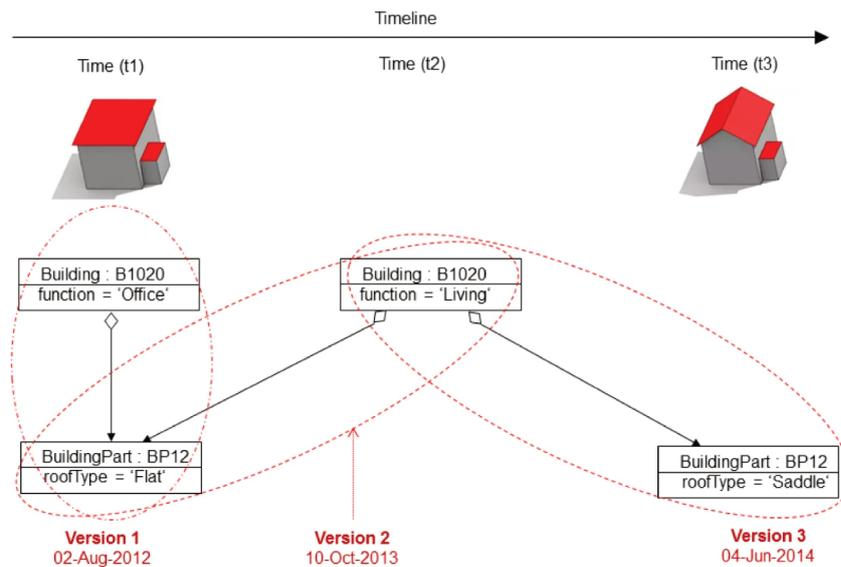 Timeline
Time (t1)
Time (t2)
Time (t3)
Building : B1020
function = ‘Office‘
Building : B1020
function = ‘Living‘
BuildingPart : BP12
roofType = ‘Flat‘
BuildingPart : BP12
roofType = ‘Saddle‘
Version 1
02-Aug-2012
Version 2
10-Oct-2013
Version 3
04-Jun-2014